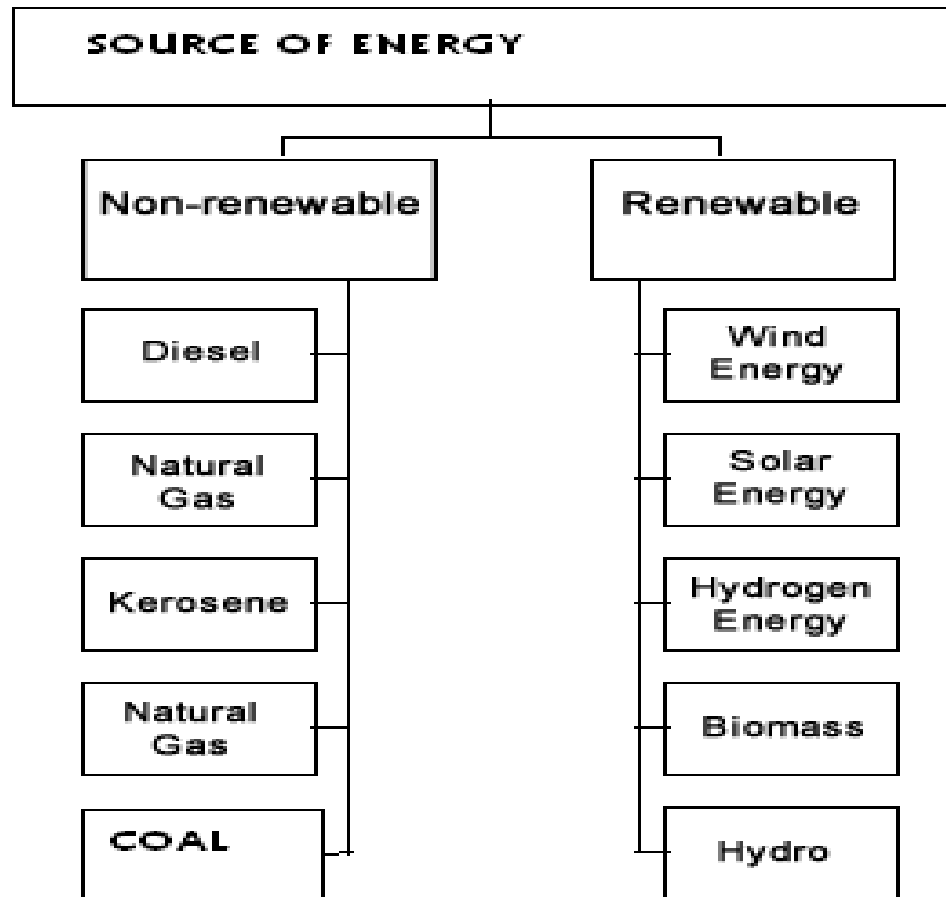 SOURCE OF ENERGY
Non-renewable
Renewable
Diesel
Wind
Energy
Natural
Gas
Solar
Energy
Kerosene
Hydrogen
Energy
Natural
Gas
Biomass
COAL
Hydro